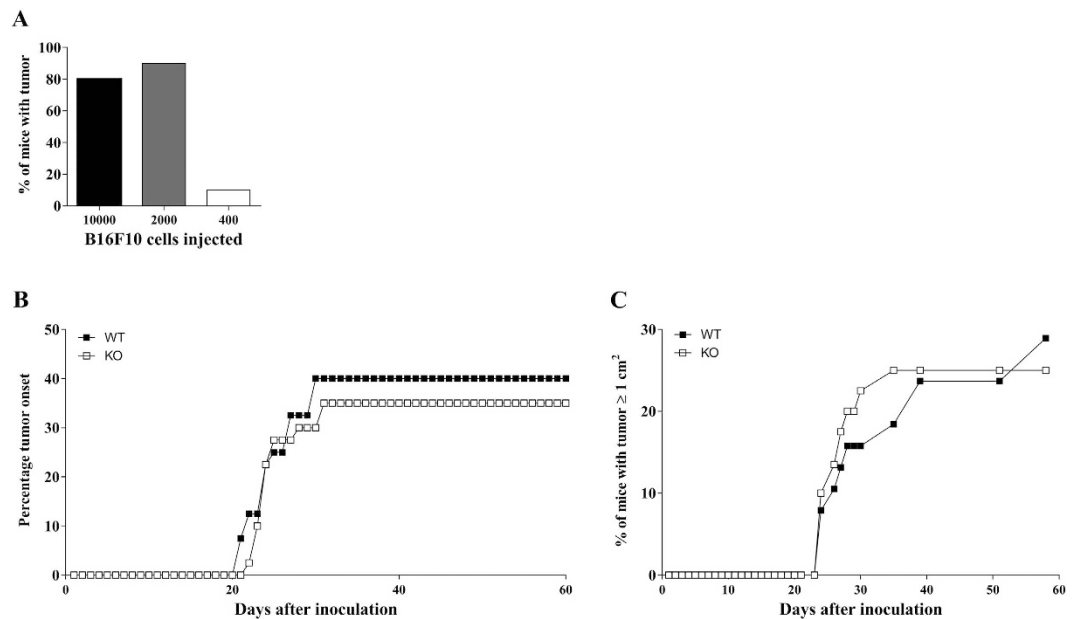 A
100
80
60
40
20
0
% of mice with tumor
10000 2000 400
B16F10 cells injected
B
50
40
30
20
10
0
Percentage tumor onset
WT
KO
0 20 40 60
Days after inoculation
C
30
20
10
0
% of mice with tumor ≥ 1 cm²
WT
KO
0 10 20 30 40 50 60
Days after inoculation